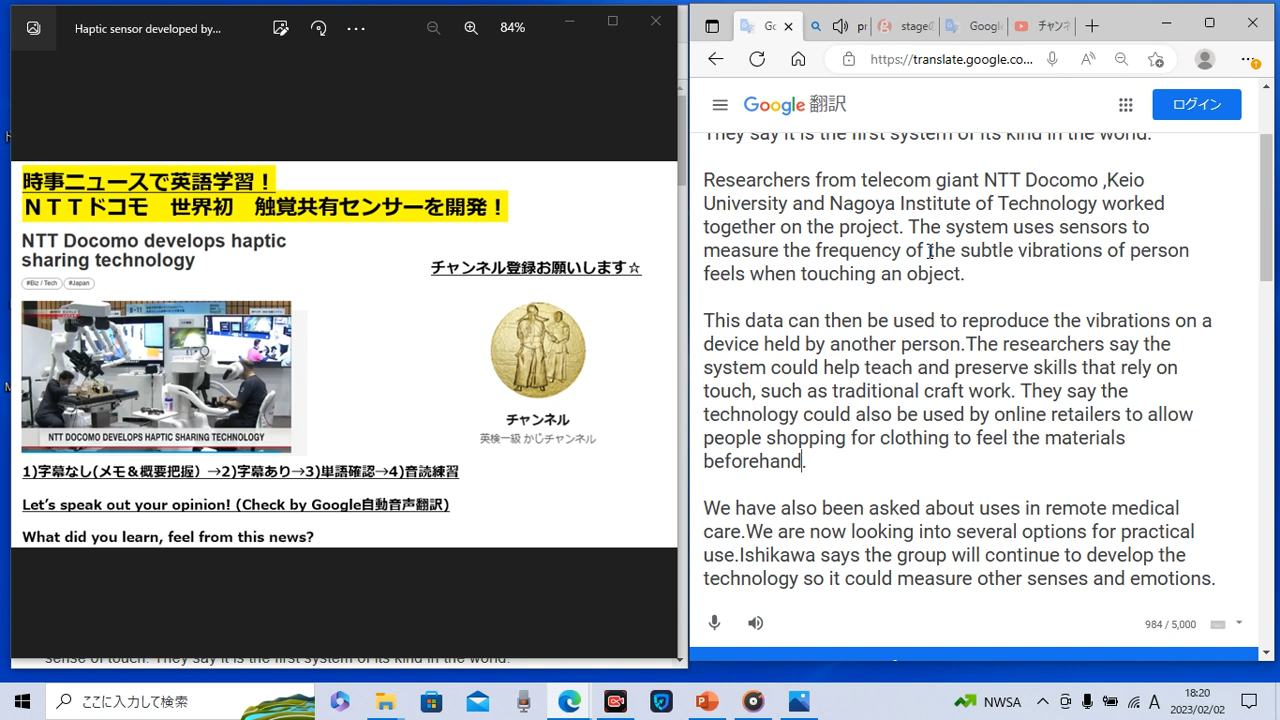 Haptic sensor developed by...
84%
時事ニュースで英語学習！
ＮＴＴドコモ　世界初　触覚共有センサーを開発！
NTT Docomo develops haptic
sharing technology
#Biz / Tech
#Japan
チャンネル登録お願いします☆
NTT DOCOMO DEVELOPS HAPTIC SHARING TECHNOLOGY
チャンネル
英検一級 かじチャンネル
1)字幕なし(メモ＆概要把握）→2)字幕あり→3)単語確認→4)音読練習
Let's speak out your opinion! (Check by Google自動音声翻訳)
What did you learn, feel from this news?
sense of touch. They say it is the first system of its kind in the world.
Go
stage
Google
チャン
https://translate.google.co...
Google 翻訳
ログイン
They say it is the first system of its kind in the world.
Researchers from telecom giant NTT Docomo ,Keio
University and Nagoya Institute of Technology worked
together on the project. The system uses sensors to
measure the frequency of the subtle vibrations of person
feels when touching an object.
This data can then be used to reproduce the vibrations on a
device held by another person.The researchers say the
system could help teach and preserve skills that rely on
touch, such as traditional craft work. They say the
technology could also be used by online retailers to allow
people shopping for clothing to feel the materials
beforehand.
We have also been asked about uses in remote medical
care.We are now looking into several options for practical
use.Ishikawa says the group will continue to develop the
technology so it could measure other senses and emotions.
984 / 5,000
ここに入力して検索
NWSA
A
18:20
2023/02/02